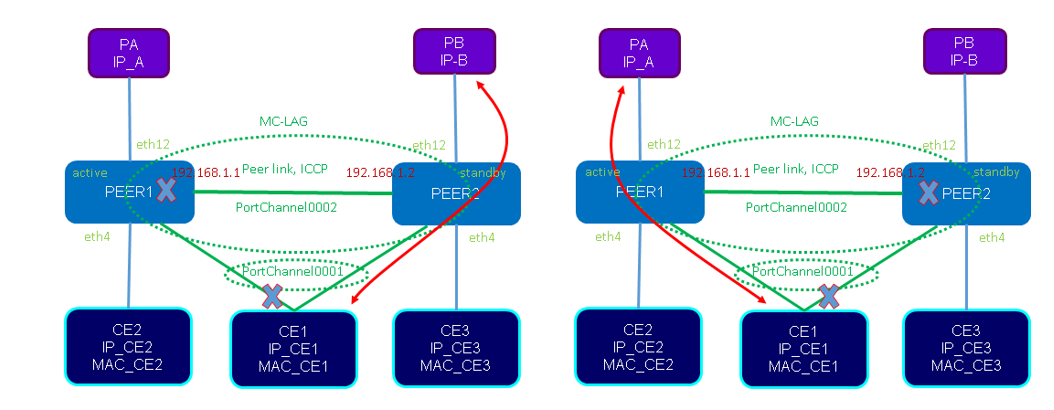 PA
IP_A
PB
IP-B
MC-LAG
eth12
eth12
active
192.168.1.1
Peer link, ICCP
192.168.1.2
standby
PEER1
PEER2
PortChannel0002
eth4
eth4
PortChannel0001
CE2
IP_CE2
MAC_CE2
CE1
IP_CE1
MAC_CE1
CE3
IP_CE3
MAC_CE3
PA
IP_A
PB
IP-B
MC-LAG
eth12
eth12
active
192.168.1.1
Peer link, ICCP
192.168.1.2
standby
PEER1
PEER2
PortChannel0002
eth4
eth4
PortChannel0001
CE2
IP_CE2
MAC_CE2
CE1
IP_CE1
MAC_CE1
CE3
IP_CE3
MAC_CE3